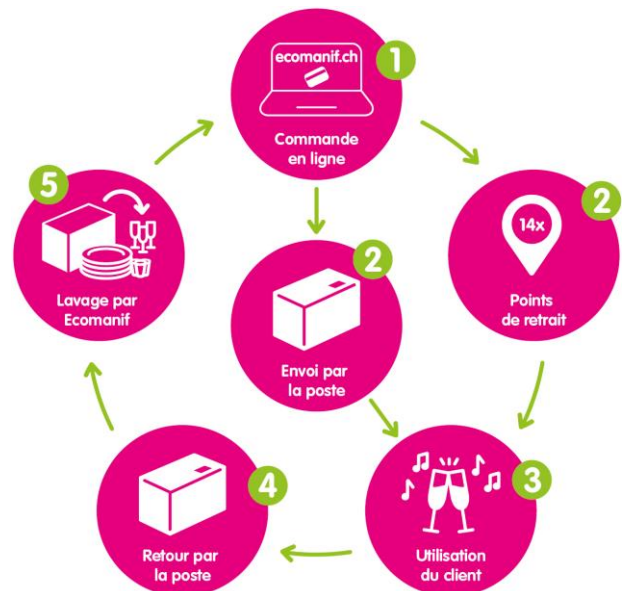 ecomanif.ch
1
Commande
en ligne
5
Lavage par
Ecomanif
2
Envoi par
la poste
2
14x
Points
de retrait
4
Retour par
la poste
3
Utilisation
du client